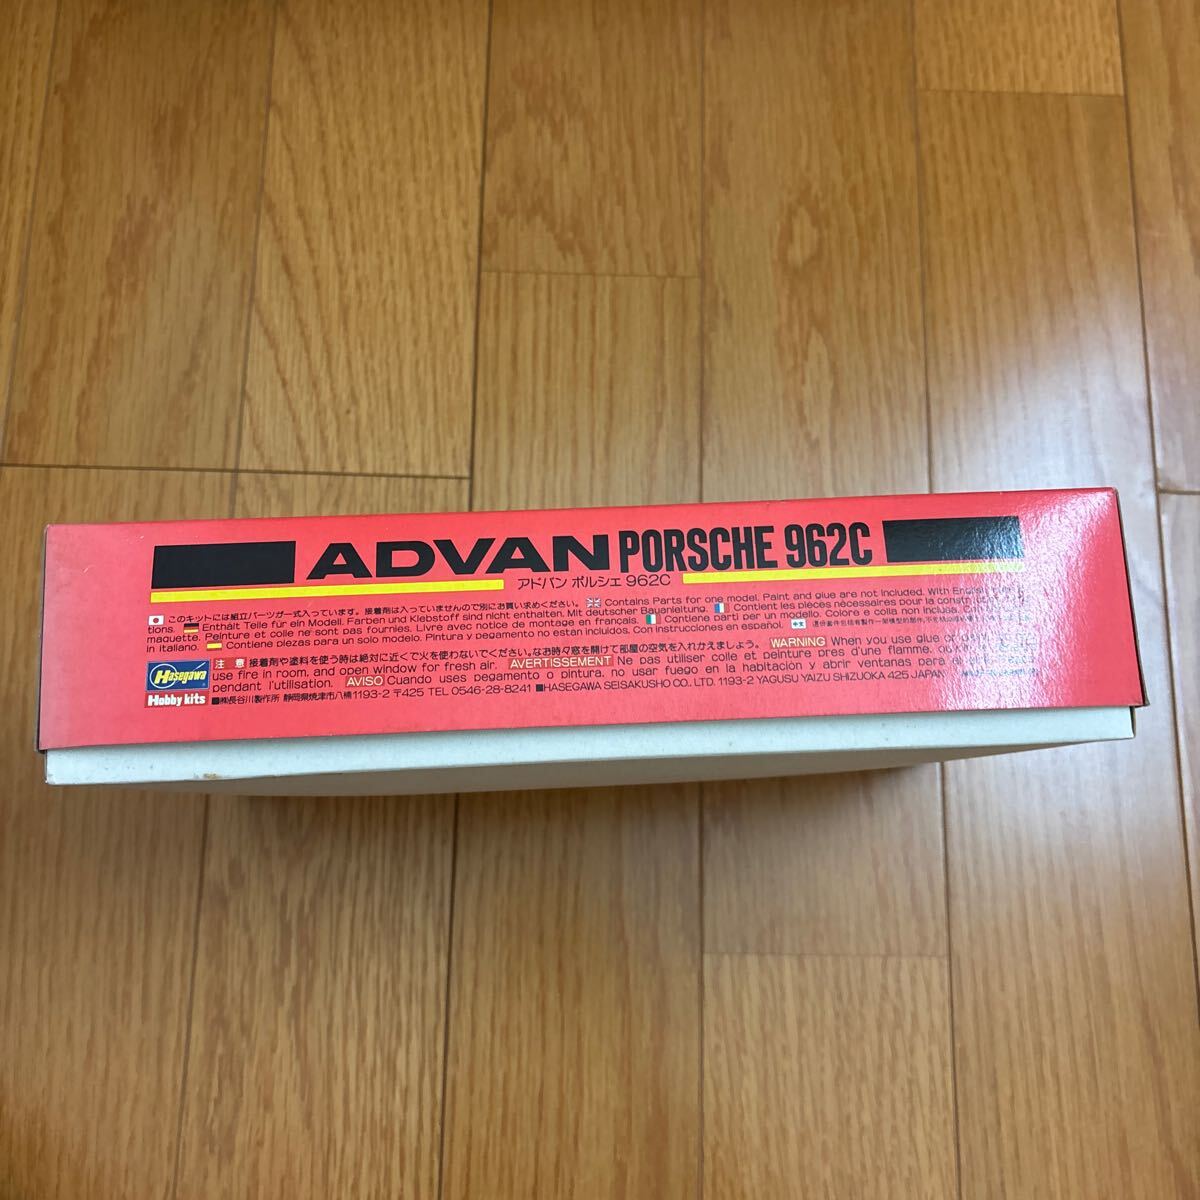 ADVAN PORSCHE 962C
アドバン ポルシェ 962C
このキットには組立パーツが一式入っています。接着剤は入っていませんので別にお買い求めください。 Contains Parts for one model. Paint and glue are not included. With English
tions. Enthält Teile für ein Modell. Farben und Klebstoff sind nicht enthalten. Mit deutscher Bauanleitung. Contient les pièces nécessaires pour la
maquette. Peinture et colle ne sont pas fournies. Livre avec notice de montage en français. Contiene parti per un modello. Colore e colla non inclusi.
in italiano. Contiene piezas para un solo modelo. Pintura y pegamento no estan incluidos. Con instrucciones en español. 中文
注意 接着剤や塗料を使う時は絶対に近くで火を使わないでください。なお時々窓を開けて部屋の空気を入れかえましょう。 WARNING When you use glue or
use fire in room, and open window for fresh air. AVERTISSEMENT Ne pas utiliser colle et peinture pres d'une flamme,
pendant l'utilisation. AVISO Cuando uses pegamento o pintura, no usar fuego en la habitación y abrir ventanas para el
Hasegawa
Hobby kits
■㈱長谷川製作所 静岡県焼津市八楠1193-2 〒425 TEL 0546-28-8241 ■HASEGAWA SEISAKUSHO CO., LTD. 1193-2 YAGUSU YAIZU SHIZUOKA 425 JAPAN